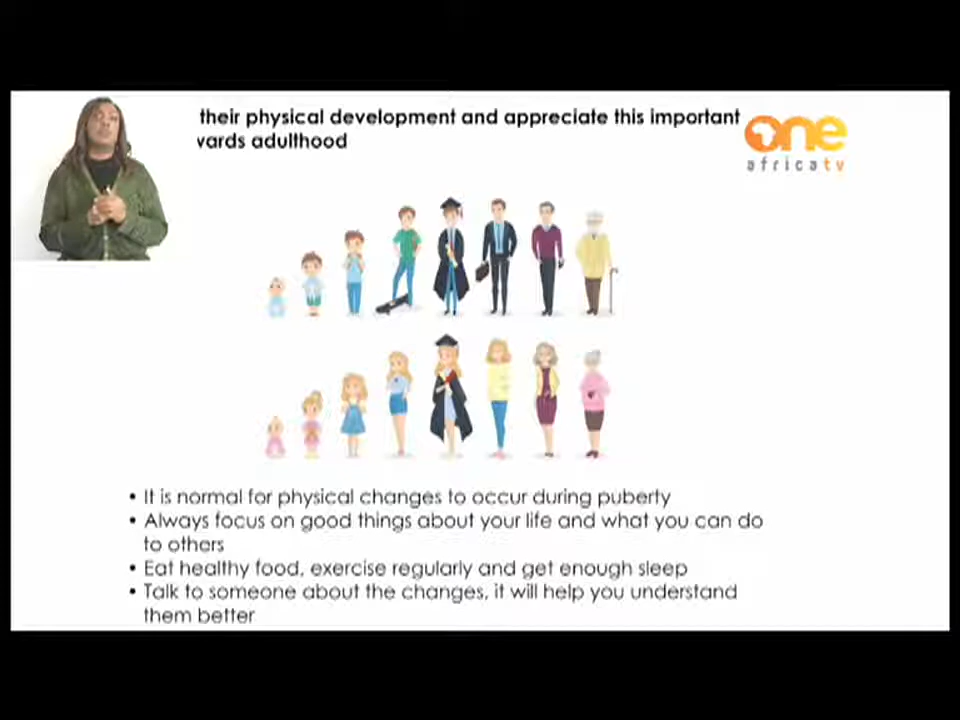 their physical development and appreciate this important
wards adulthood
one
africatv
• It is normal for physical changes to occur during puberty
• Always focus on good things about your life and what you can do
to others
• Eat healthy food, exercise regularly and get enough sleep
• Talk to someone about the changes, it will help you understand
them better